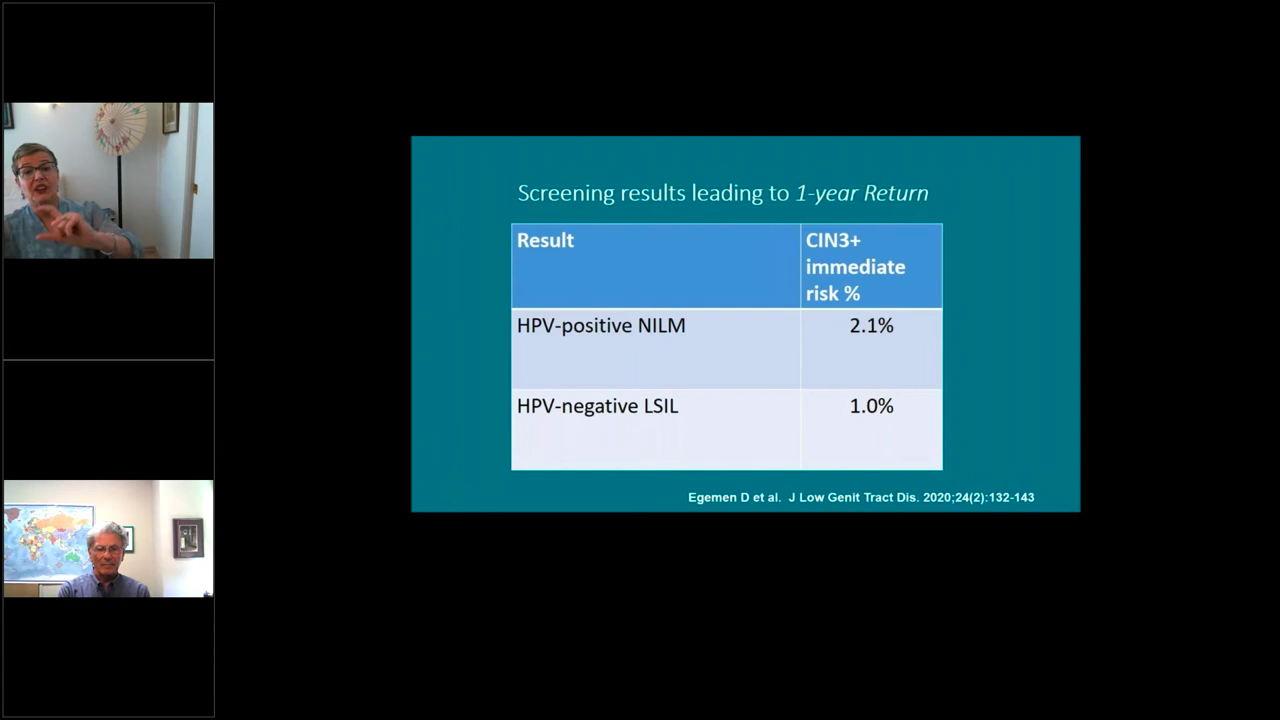 Screening results leading to 1-year Return
Result
CIN3+
immediate
risk %
HPV-positive NILM
2.1%
HPV-negative LSIL
1.0%
Egemen D et al. J Low Genit Tract Dis. 2020;24(2):132-143